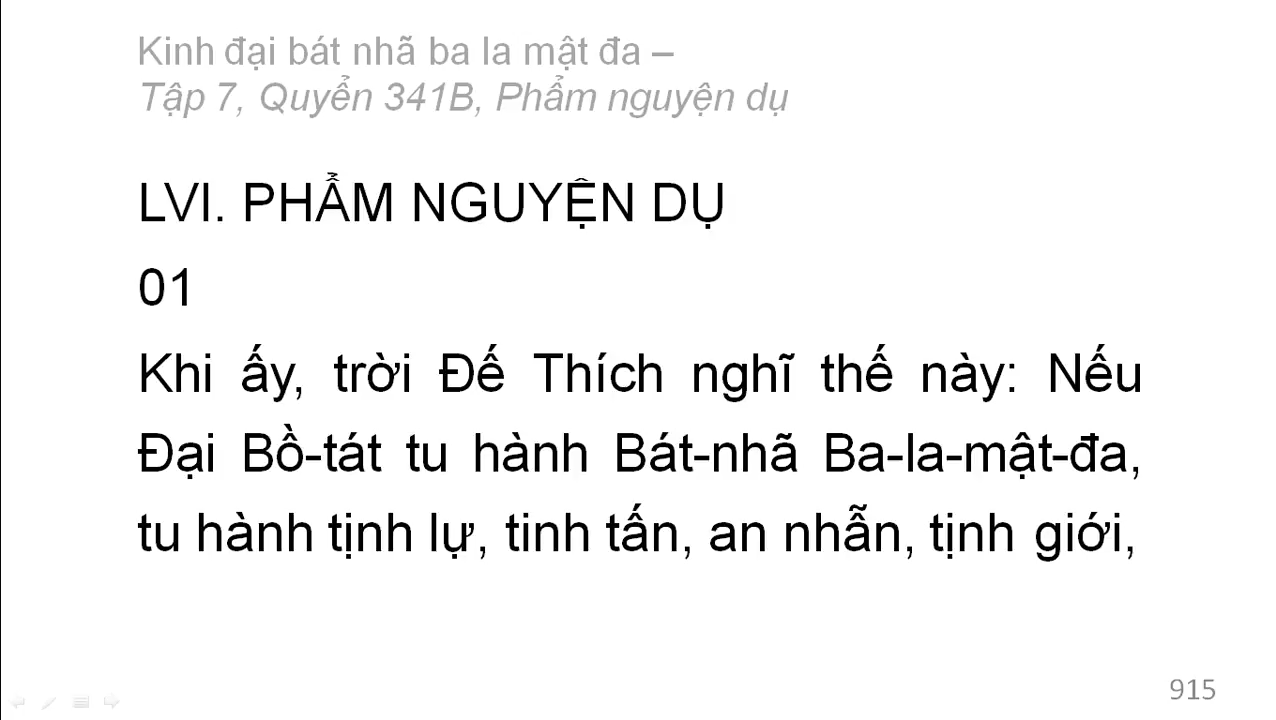 Kinh đại bát nhã ba la mật đa –
Tập 7, Quyển 341B, Phẩm nguyện dụ
LVI. PHẨM NGUYỆN DỤ
01
Khi ấy, trời Đế Thích nghĩ thế này: Nếu
Đại Bồ-tát tu hành Bát-nhã Ba-la-mật-đa,
tu hành tịnh lự, tinh tấn, an nhẫn, tịnh giới,
915